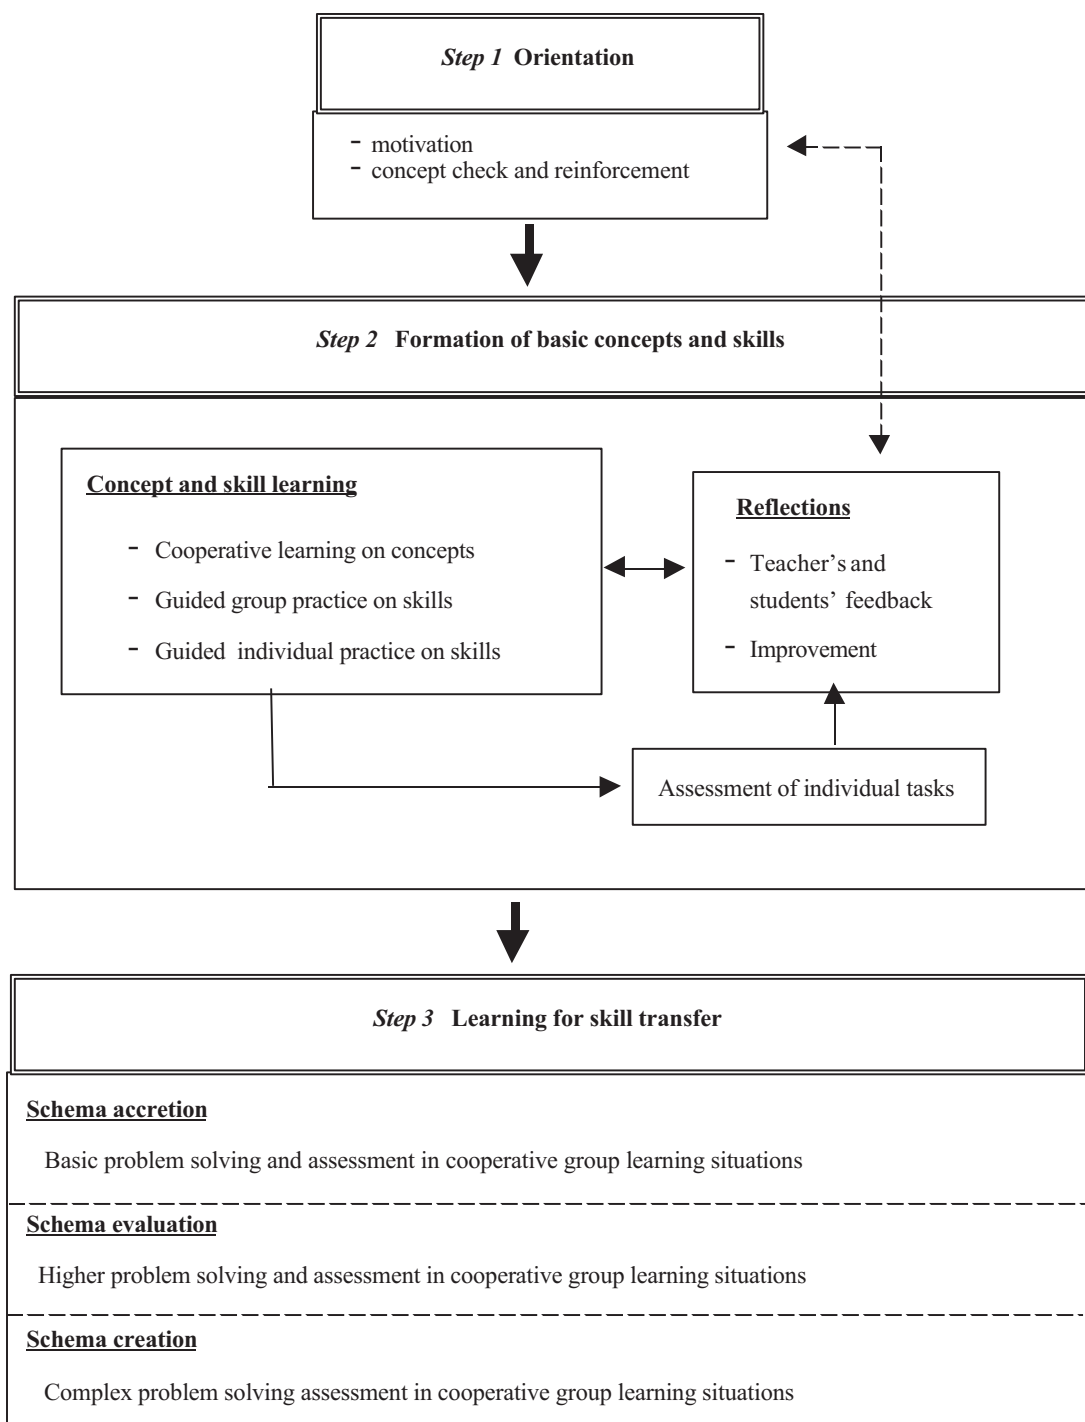 Step 1 Orientation
- motivation
- concept check and reinforcement
Step 2 Formation of basic concepts and skills
Concept and skill learning
- Cooperative learning on concepts
- Guided group practice on skills
- Guided individual practice on skills
Reflections
- Teacher’s and
students’ feedback
- Improvement
Assessment of individual tasks
Step 3 Learning for skill transfer
Schema accretion
Basic problem solving and assessment in cooperative group learning situations
Schema evaluation
Higher problem solving and assessment in cooperative group learning situations
Schema creation
Complex problem solving assessment in cooperative group learning situations